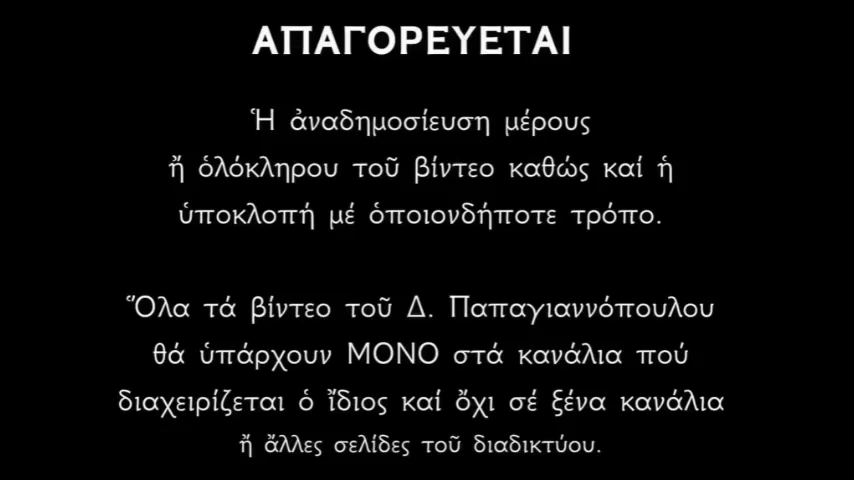 ΑΠΑΓΟΡΕΥΕΤΑΙ
Ἡ ἀναδημοσίευση μέρους
ἤ ὁλόκληρου τοῦ βίντεο καθώς καί ἡ
ὑποκλοπή μέ ὁποιονδήποτε τρόπο.
Ὅλα τά βίντεο τοῦ Δ. Παπαγιαννόπουλου
θά ὑπάρχουν ΜΟΝΟ στά κανάλια πού
διαχειρίζεται ὁ ἴδιος καί ὄχι σέ ξένα κανάλια
ἤ ἄλλες σελίδες τοῦ διαδικτύου.